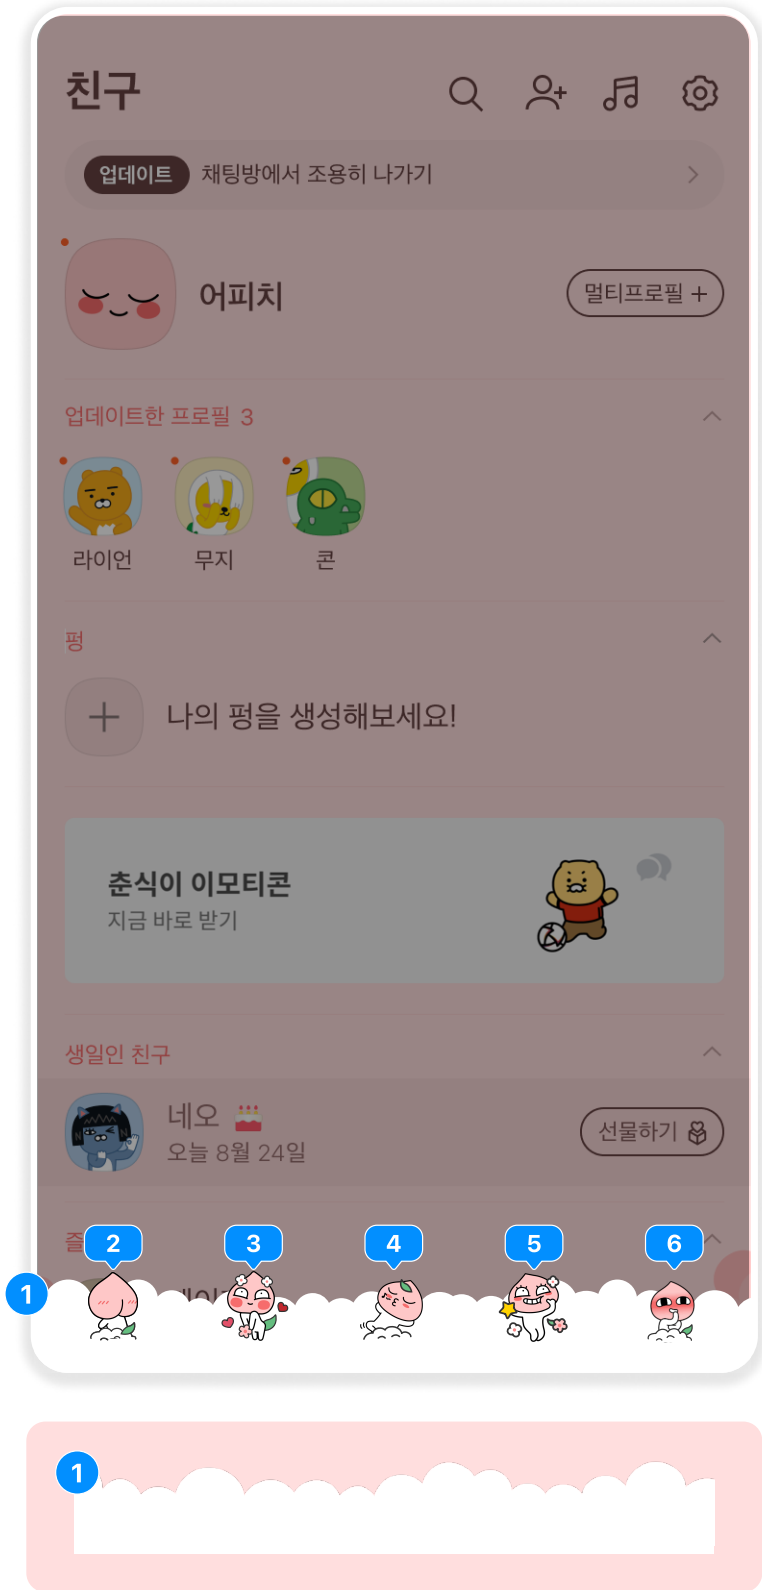 친구
업데이트 채팅방에서 조용히 나가기
어피치 멀티프로필 +
업데이트한 프로필 3
라이언 무지 콘
펑
나의 펑을 생성해보세요!
춘식이 이모티콘
지금 바로 받기
생일인 친구
네오
선물하기
오늘 8월 24일
즐
2 3 4 5 6
1
1